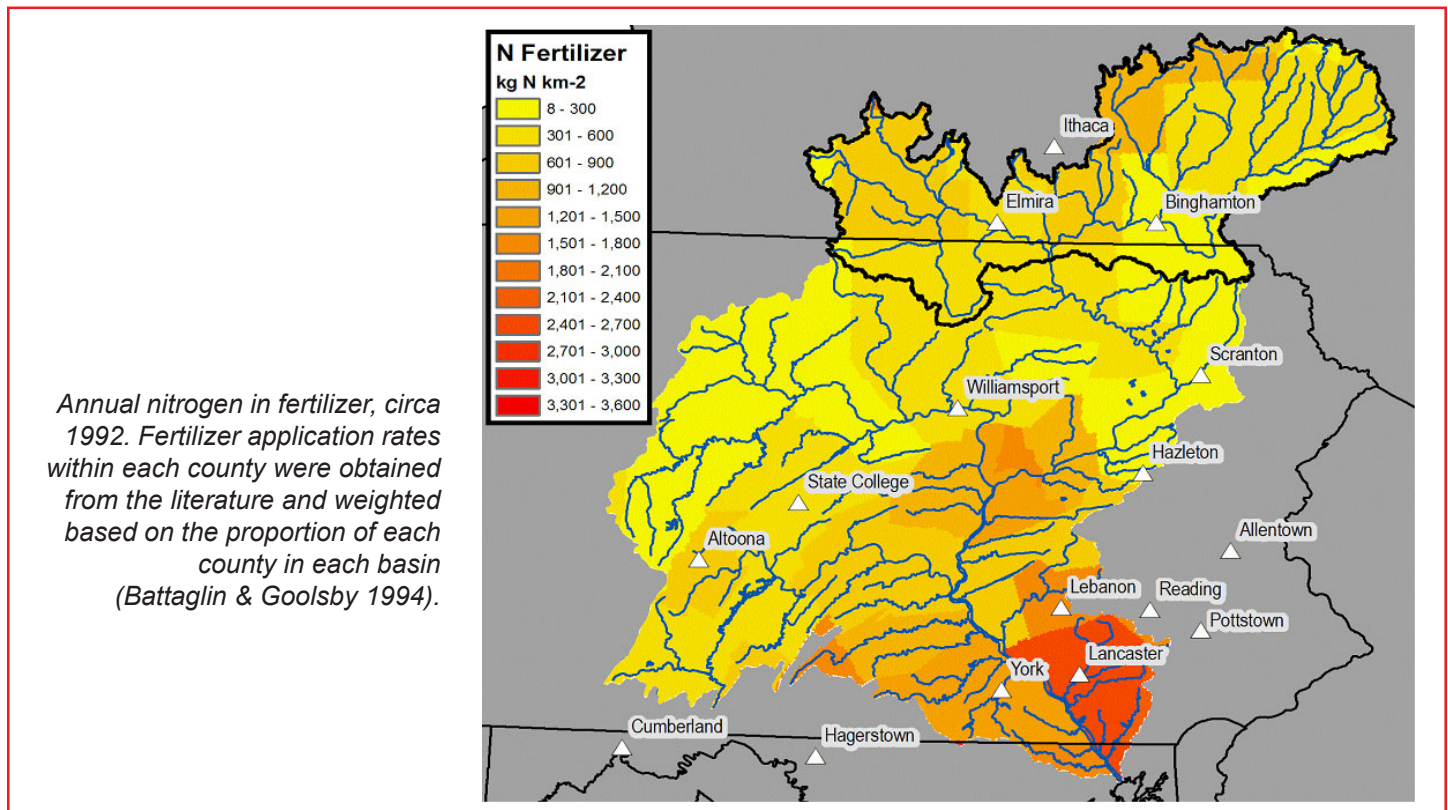 N Fertilizer
kg N km-2
8 - 300
301 - 600
601 - 900
901 - 1,200
1,201 - 1,500
1,501 - 1,800
1,801 - 2,100
2,101 - 2,400
2,401 - 2,700
2,701 - 3,000
3,001 - 3,300
3,301 - 3,600
Ithaca
Elmira
Binghamton
Scranton
Williamsport
Hazleton
State College
Allentown
Altoona
Lebanon
Reading
Pottstown
Lancaster
York
Cumberland
Hagerstown
Annual nitrogen in fertilizer, circa
1992. Fertilizer application rates
within each county were obtained
from the literature and weighted
based on the proportion of each
county in each basin
(Battaglin & Goolsby 1994).